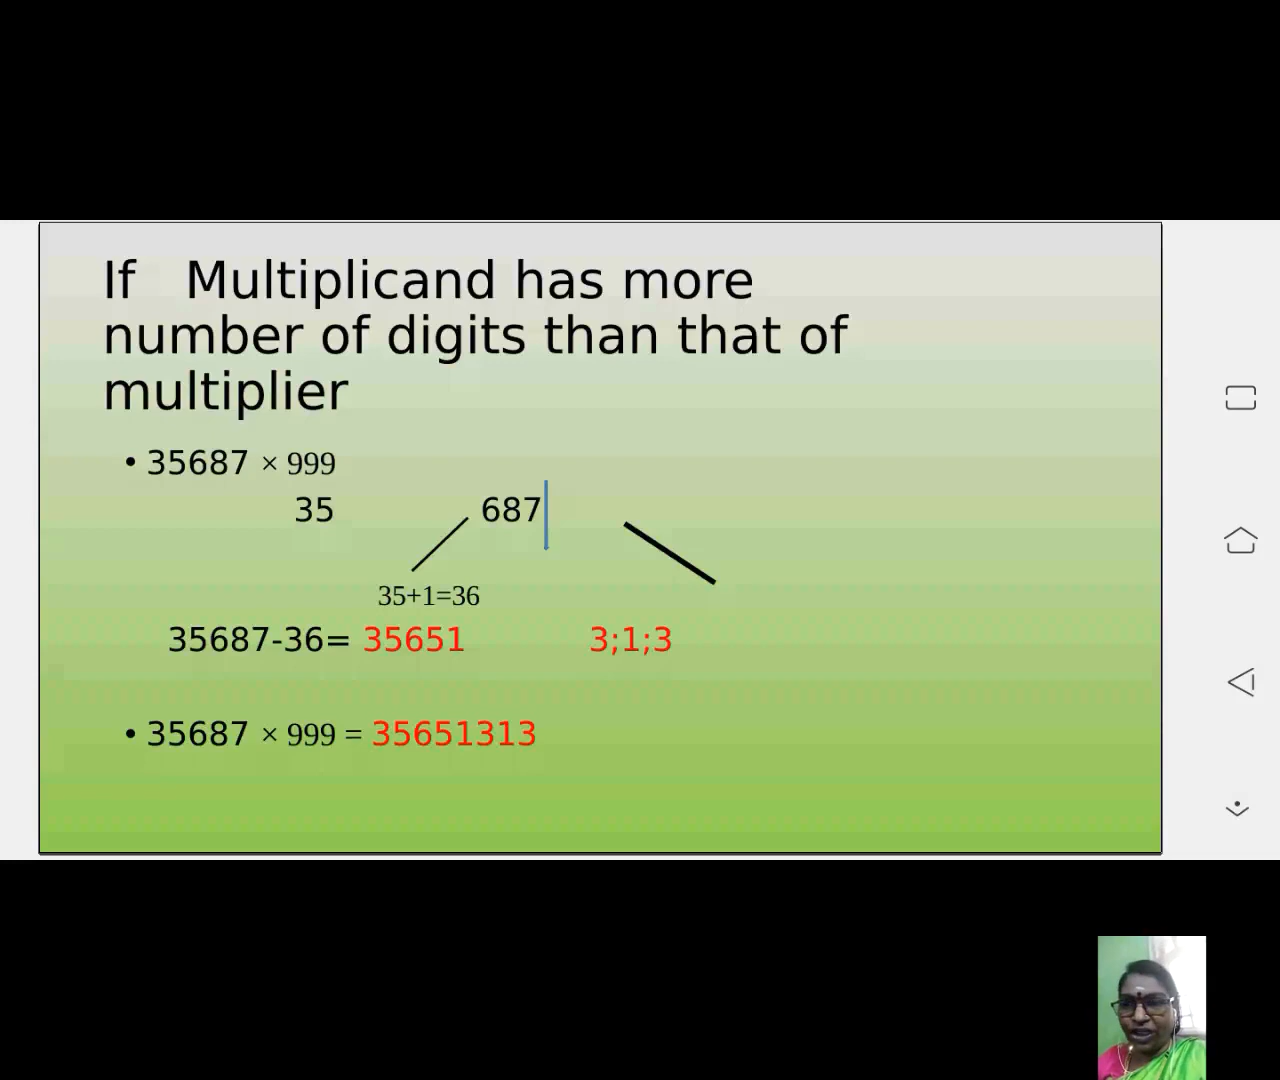 If Multiplicand has more
number of digits than that of
multiplier
• 35687 × 999
35 687
35+1=36
35687-36= 35651 3;1;3
• 35687 × 999 = 35651313